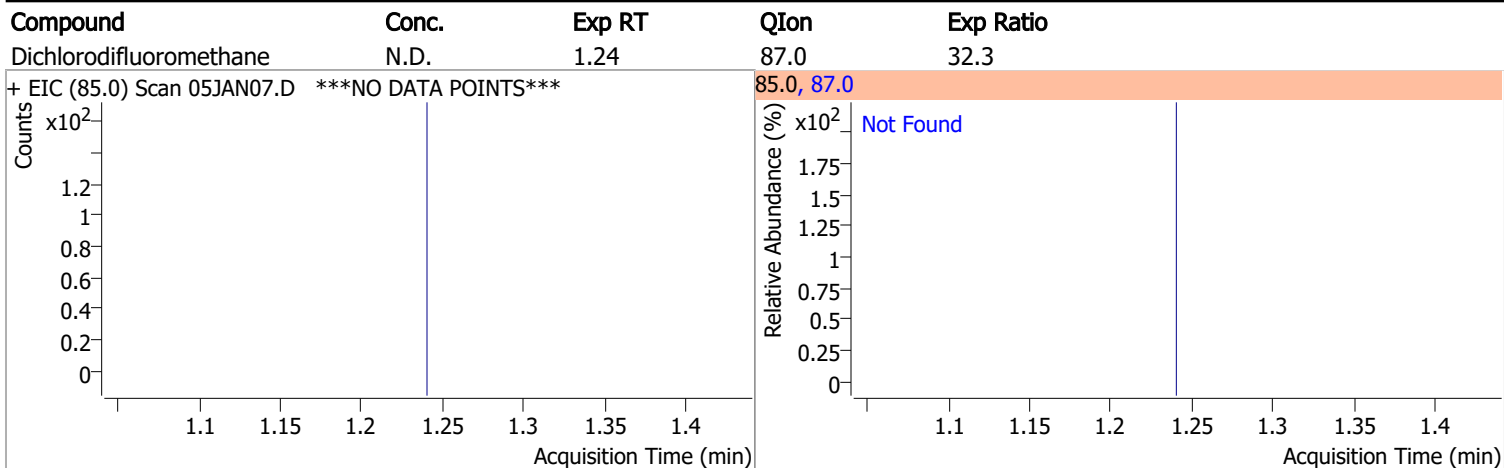 Compound Conc. Exp RT QIon Exp Ratio
Dichlorodifluoromethane N.D. 1.24 87.0 32.3
+ EIC (85.0) Scan 05JAN07.D ***NO DATA POINTS***
Counts
x10²
1.2
1
0.8
0.6
0.4
0.2
0
1.1 1.15 1.2 1.25 1.3 1.35 1.4
Acquisition Time (min)
85.0, 87.0
Relative Abundance (%)
x10²
Not Found
1.75
1.5
1.25
1
0.75
0.5
0.25
0
1.1 1.15 1.2 1.25 1.3 1.35 1.4
Acquisition Time (min)